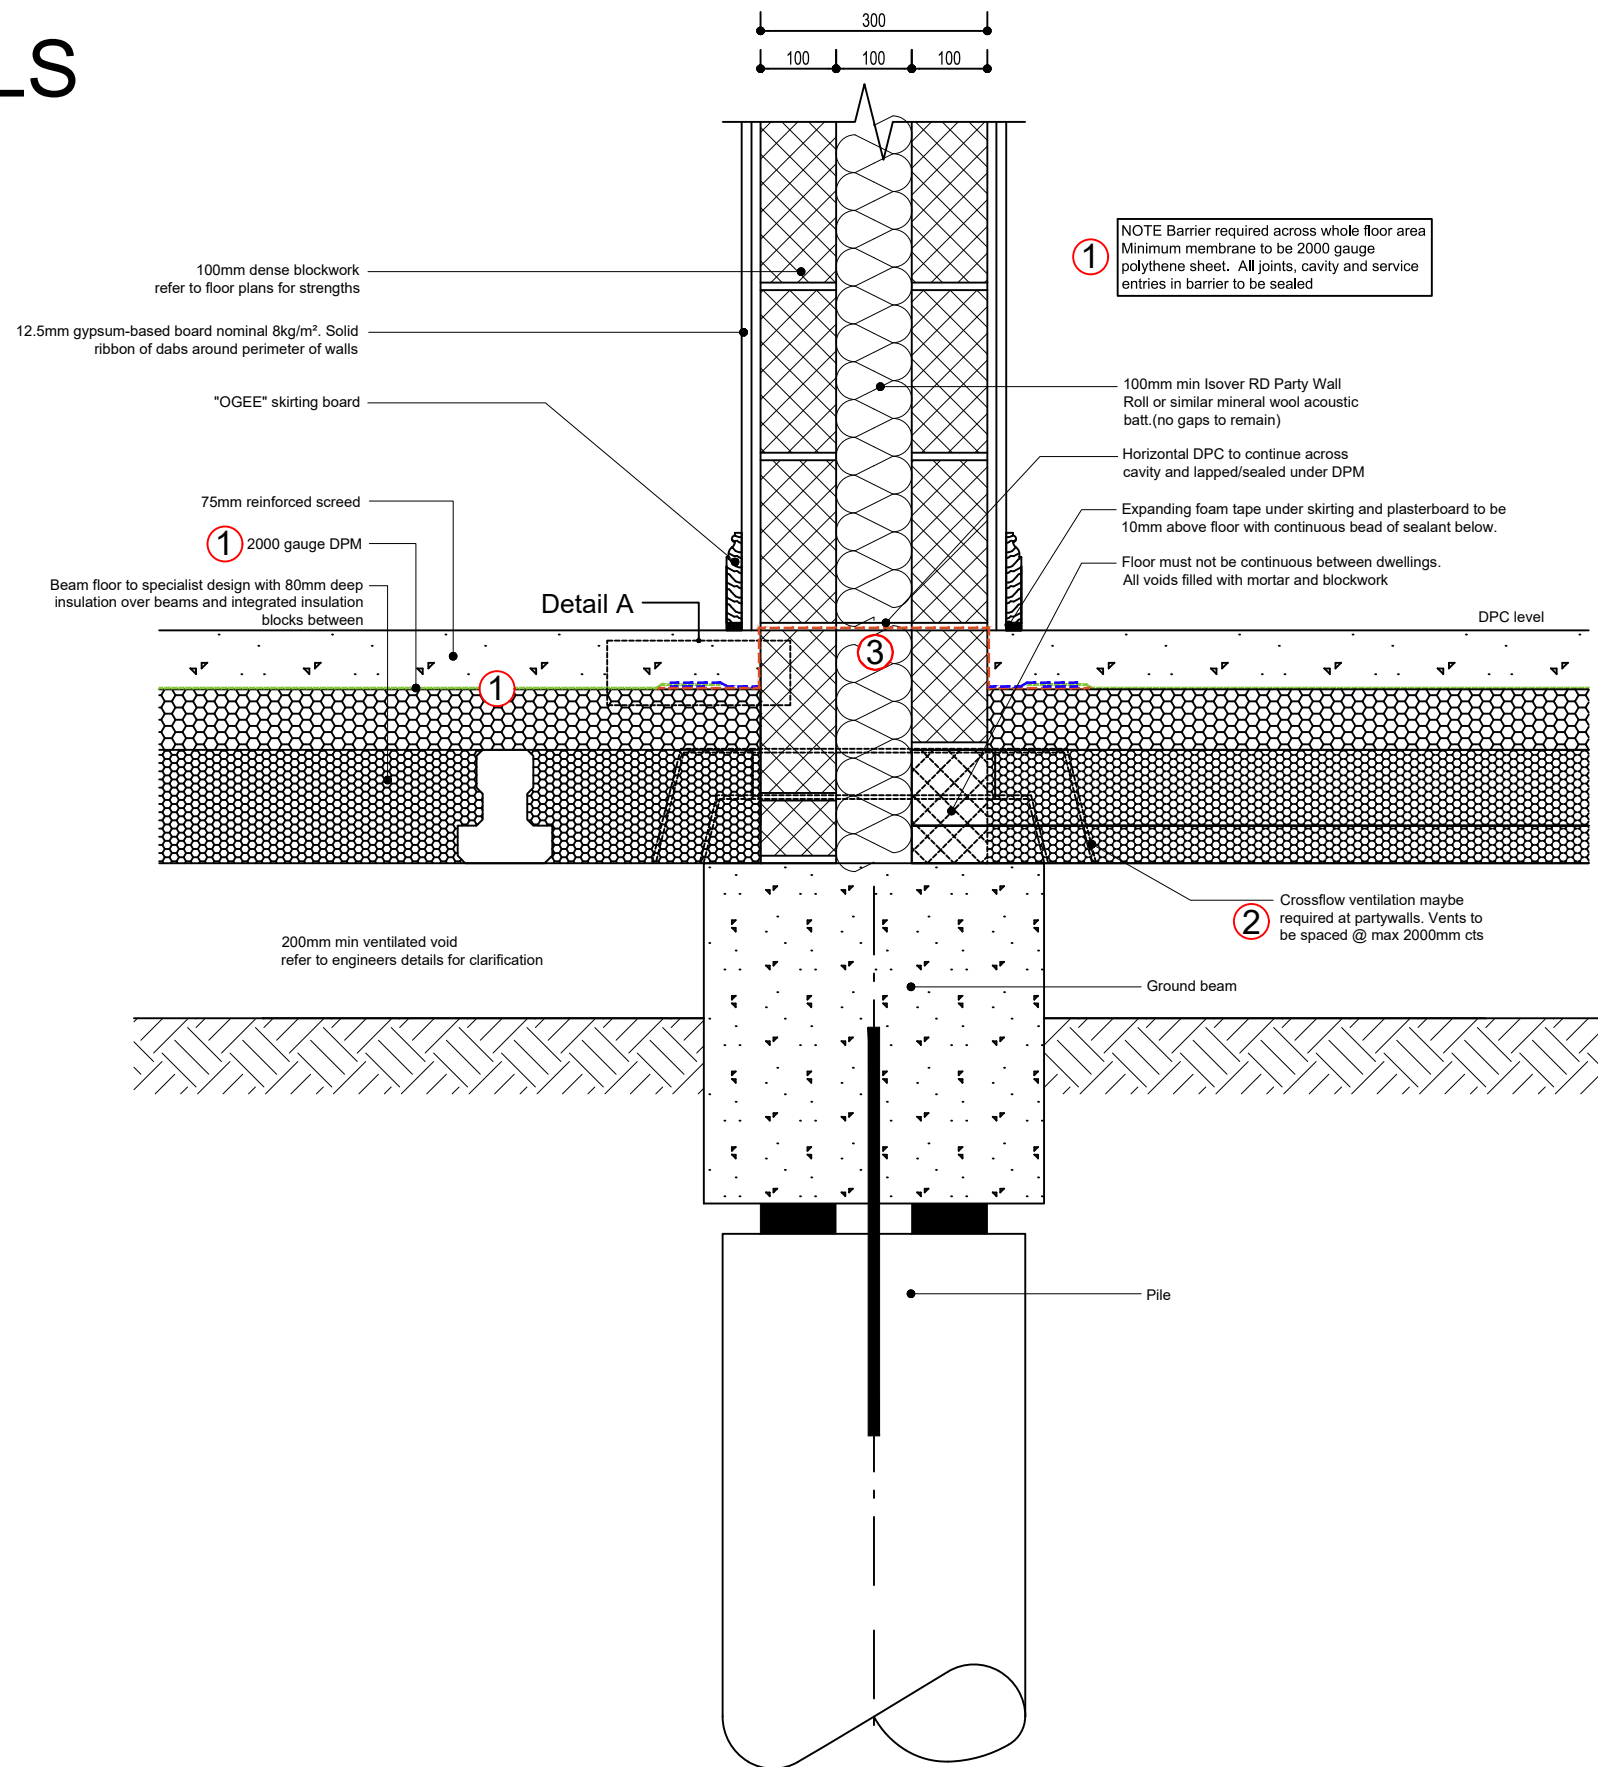 LS
300
100 100 100
1
NOTE Barrier required across whole floor area
Minimum membrane to be 2000 gauge
polythene sheet. All joints, cavity and service
entries in barrier to be sealed
100mm dense blockwork
refer to floor plans for strengths
12.5mm gypsum-based board nominal 8kg/m². Solid
ribbon of dabs around perimeter of walls
"OGEE" skirting board
75mm reinforced screed
1 2000 gauge DPM
Beam floor to specialist design with 80mm deep
insulation over beams and integrated insulation
blocks between
Detail A
100mm min Isover RD Party Wall
Roll or similar mineral wool acoustic
batt.(no gaps to remain)
Horizontal DPC to continue across
cavity and lapped/sealed under DPM
Expanding foam tape under skirting and plasterboard to be
10mm above floor with continuous bead of sealant below.
Floor must not be continuous between dwellings.
All voids filled with mortar and blockwork
DPC level
3
1
2
Crossflow ventilation maybe
required at partywalls. Vents to
be spaced @ max 2000mm cts
200mm min ventilated void
refer to engineers details for clarification
Ground beam
Pile